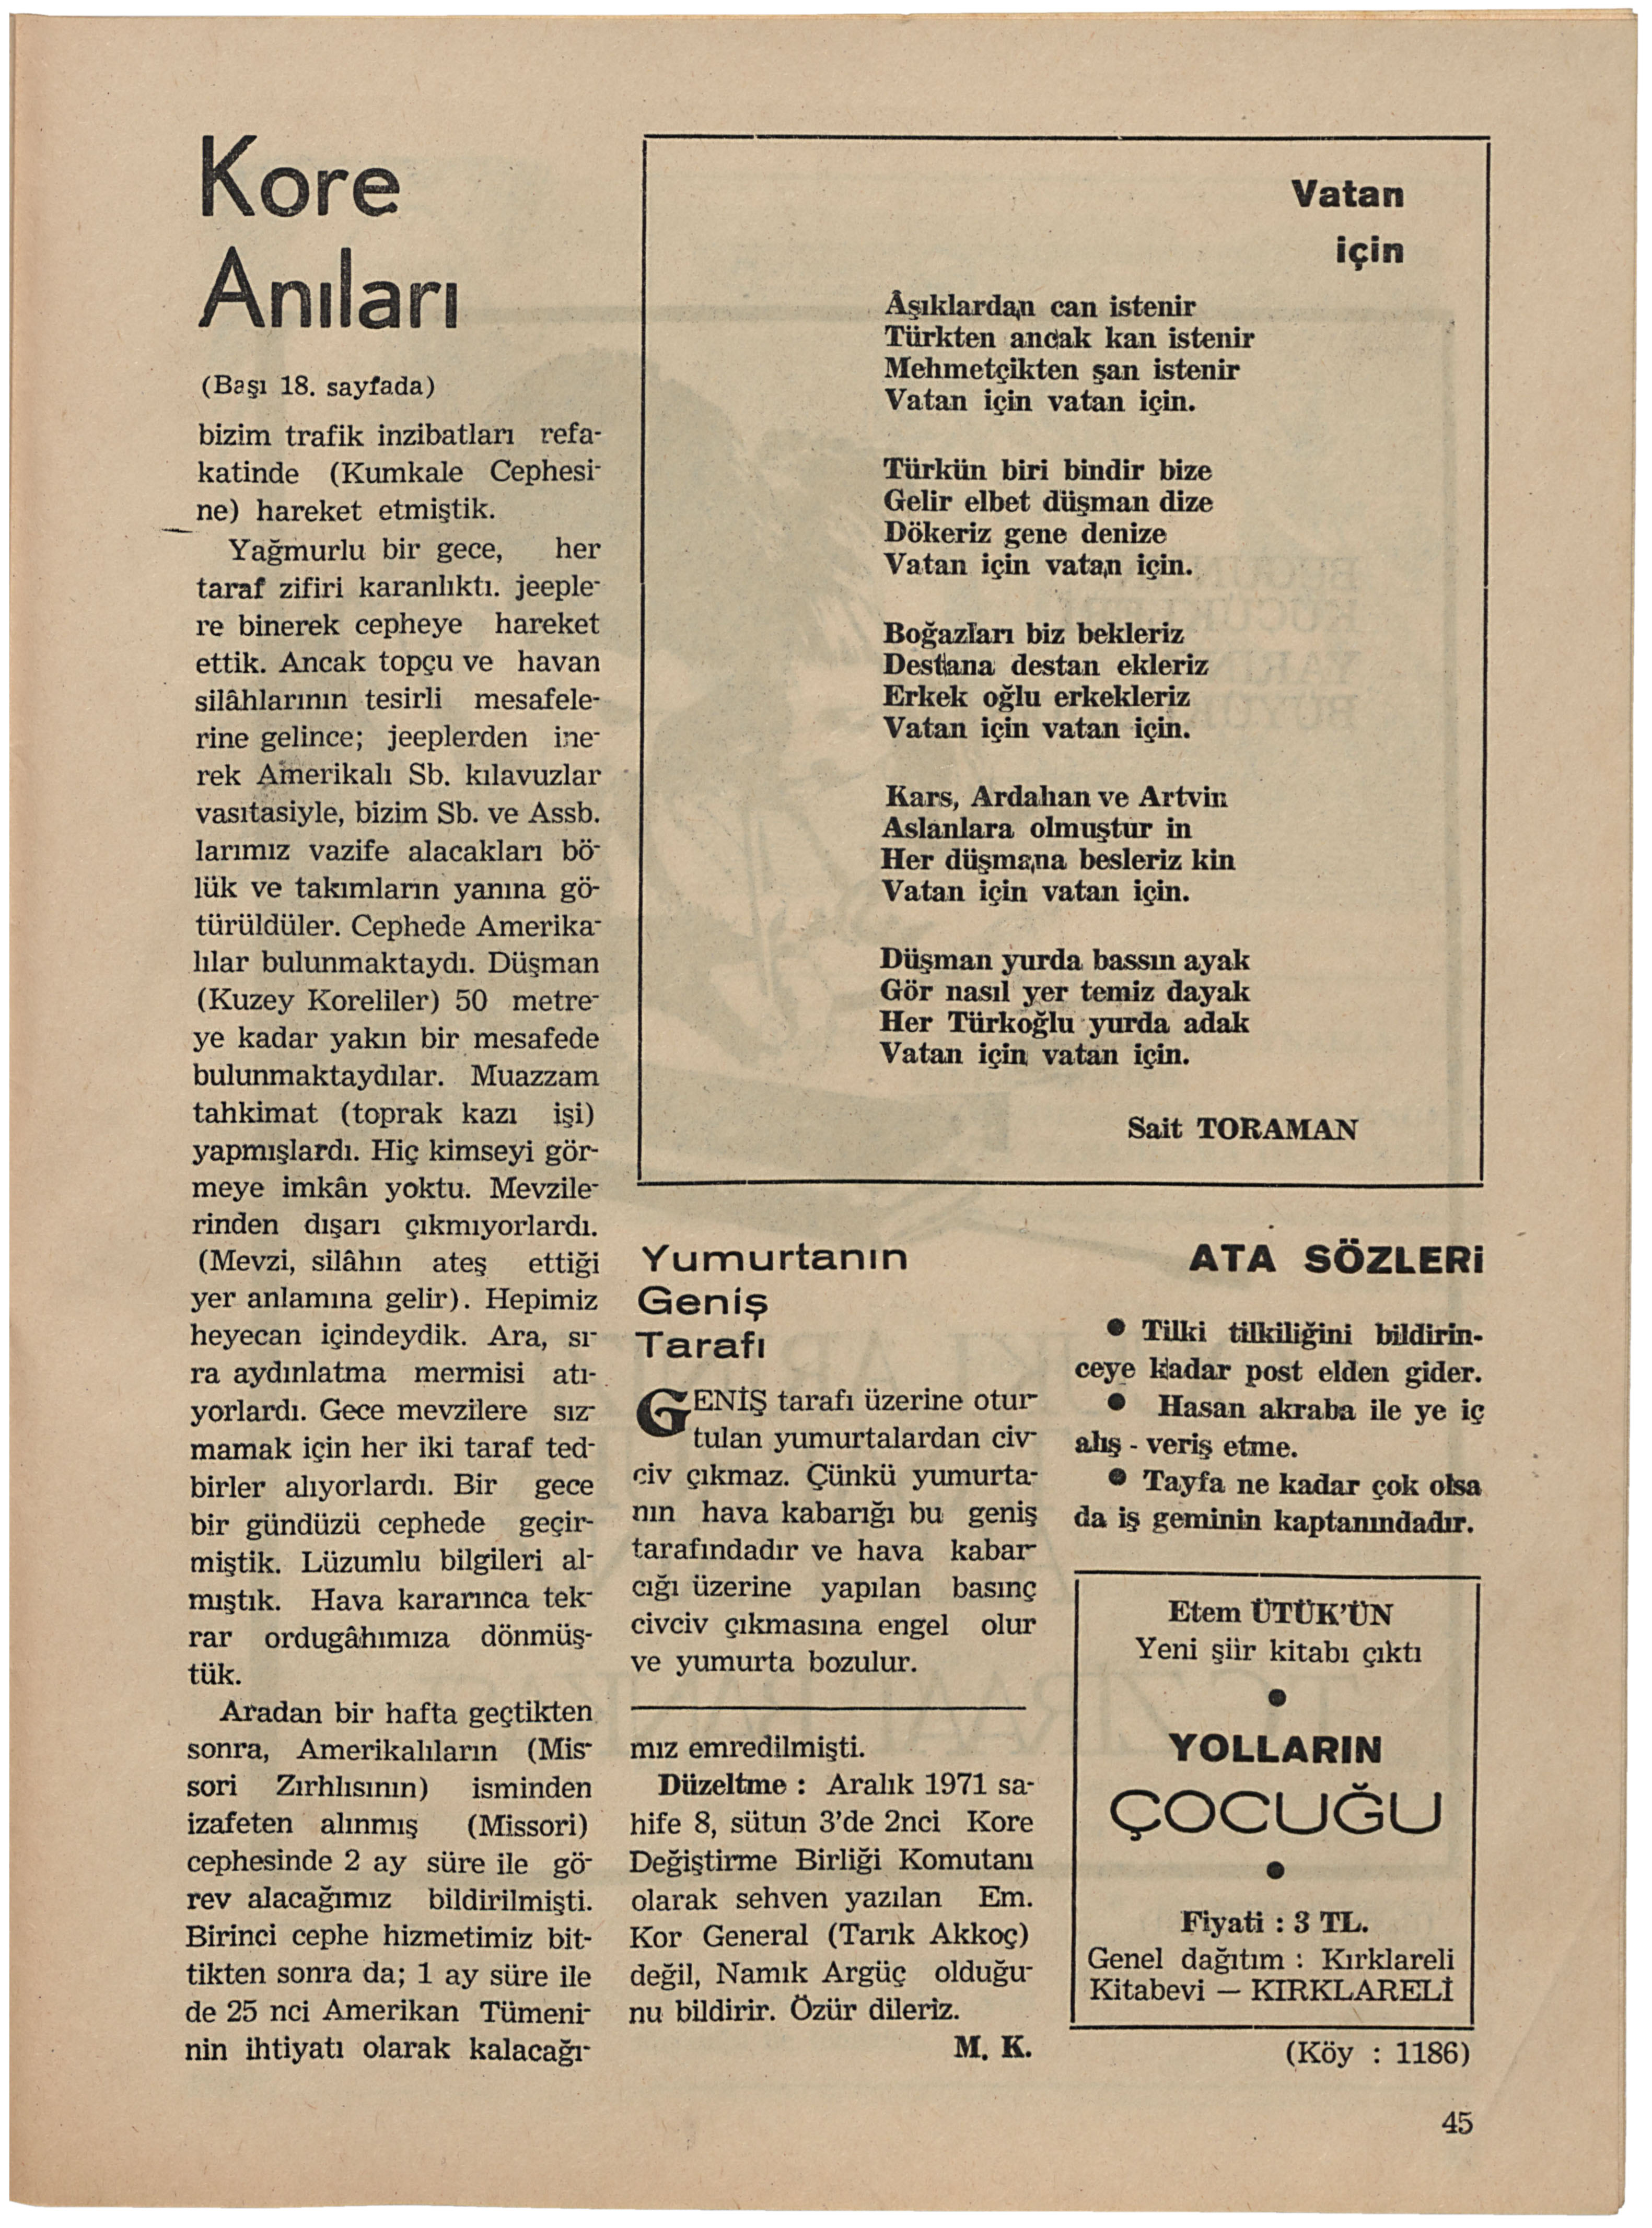 Kore
Anıları
(Başı 18. sayfada)
bizim trafik inzibatları refa-
katinde (Kumkale Cephesi-
ne) hareket etmiştik.
Yağmurlu bir gece, her
taraf zifiri karanlıktı. jeeple-
re binerek cepheye hareket
ettik. Ancak topçu ve havan
silâhlarının tesirli mesafele-
rine gelince; jeeplerden ine-
rek Amerikalı Sb. kılavuzlar
vasıtasiyle, bizim Sb. ve Assb.
larımız vazife alacakları bö-
lük ve takımların yanına gö-
türüldüler. Cephede Amerika-
lılar bulunmaktaydı. Düşman
(Kuzey Koreliler) 50 metre-
ye kadar yakın bir mesafede
bulunmaktaydılar. Muazzam
tahkimat (toprak kazı işi)
yapmışlardı. Hiç kimseyi gör-
meye imkân yoktu. Mevzile-
rinden dışarı çıkmıyorlardı.
(Mevzi, silâhın ateş ettiği
yer anlamına gelir). Hepimiz
heyecan içindeydik. Ara, sı-
ra aydınlatma mermisi atı-
yorlardı. Gece mevzilere sız-
mamak için her iki taraf ted-
birler alıyorlardı. Bir gece
bir gündüzü cephede geçir-
miştik. Lüzumlu bilgileri al-
mıştık. Hava kararınca tek-
rar ordugâhımıza dönmüş-
tük.
Aradan bir hafta geçtikten
sonra, Amerikalıların (Mis-
sori Zırhlısının) isminden
izafeten alınmış (Missori)
cephesinde 2 ay süre ile gö-
rev alacağımız bildirilmişti.
Birinci cephe hizmetimiz bit-
tikten sonra da; 1 ay süre ile
de 25 nci Amerikan Tümeni-
nin ihtiyatı olarak kalacağı-
Vatan
için
Âşıklardan can istenir
Türkten ancak kan istenir
Mehmetçikten şan istenir
Vatan için vatan için.
Türkün biri bindir bize
Gelir elbet düşman dize
Dökeriz gene denize
Vatan için vatan için.
Boğazları biz bekleriz
Destana destan ekleriz
Erkek oğlu erkekleriz
Vatan için vatan için.
Kars, Ardahan ve Artvin
Aslanlara olmuştur in
Her düşmana besleriz kin
Vatan için vatan için.
Düşman yurda bassın ayak
Gör nasıl yer temiz dayak
Her Türkoğlu yurda adak
Vatan için vatan için.
Sait TORAMAN
Yumurtanın
Geniş
Tarafı
GENİŞ tarafı üzerine otur-
tulan yumurtalardan civ-
civ çıkmaz. Çünkü yumurta-
nın hava kabarığı bu geniş
tarafındadır ve hava kabar-
cığı üzerine yapılan basınç
civciv çıkmasına engel olur
ve yumurta bozulur.
mız emredilmişti.
Düzeltme : Aralık 1971 sa-
hife 8, sütun 3'de 2nci Kore
Değiştirme Birliği Komutanı
olarak sehven yazılan Em.
Kor General (Tarık Akkoç)
değil, Namık Argüç olduğu-
nu bildirir. Özür dileriz.
M. K.
ATA SÖZLERİ
● Tilki tilkiliğini bildirin-
ceye kadar post elden gider.
● Hasan akraba ile ye iç
alış - veriş etme.
● Tayfa ne kadar çok olsa
da iş geminin kaptanındadır.
Etem ÜTÜK'ÜN
Yeni şiir kitabı çıktı
●
YOLLARIN
ÇOCUĞU
●
Fiyati : 3 TL.
Genel dağıtım : Kırklareli
Kitabevi — KIRKLARELİ
(Köy : 1186)
45